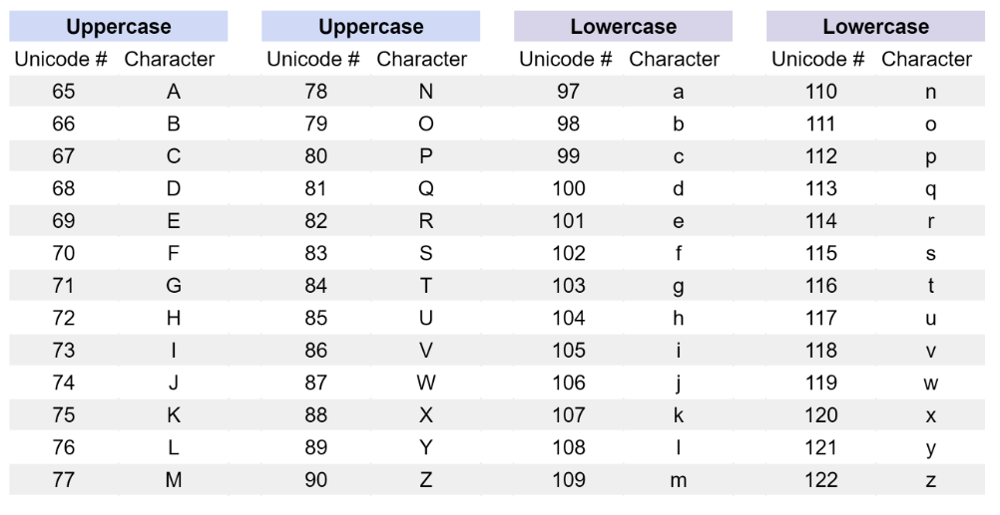 Uppercase Uppercase Lowercase Lowercase
Unicode # Character Unicode # Character Unicode # Character Unicode # Character
65 A 78 N 97 a 110 n
66 B 79 O 98 b 111 o
67 C 80 P 99 c 112 p
68 D 81 Q 100 d 113 q
69 E 82 R 101 e 114 r
70 F 83 S 102 f 115 s
71 G 84 T 103 g 116 t
72 H 85 U 104 h 117 u
73 I 86 V 105 i 118 v
74 J 87 W 106 j 119 w
75 K 88 X 107 k 120 x
76 L 89 Y 108 l 121 y
77 M 90 Z 109 m 122 z